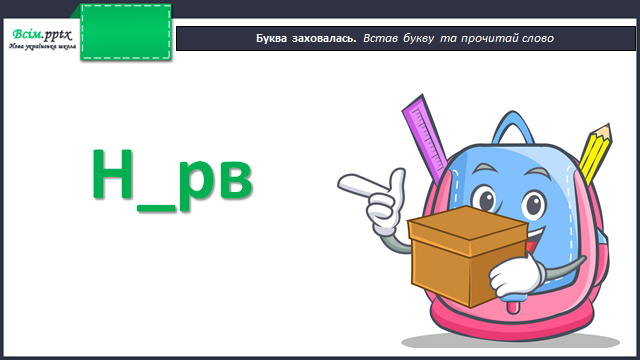 Всім.pptx
Нова українська школа
Буква заховалась. Встав букву та прочитай слово
Н_рв